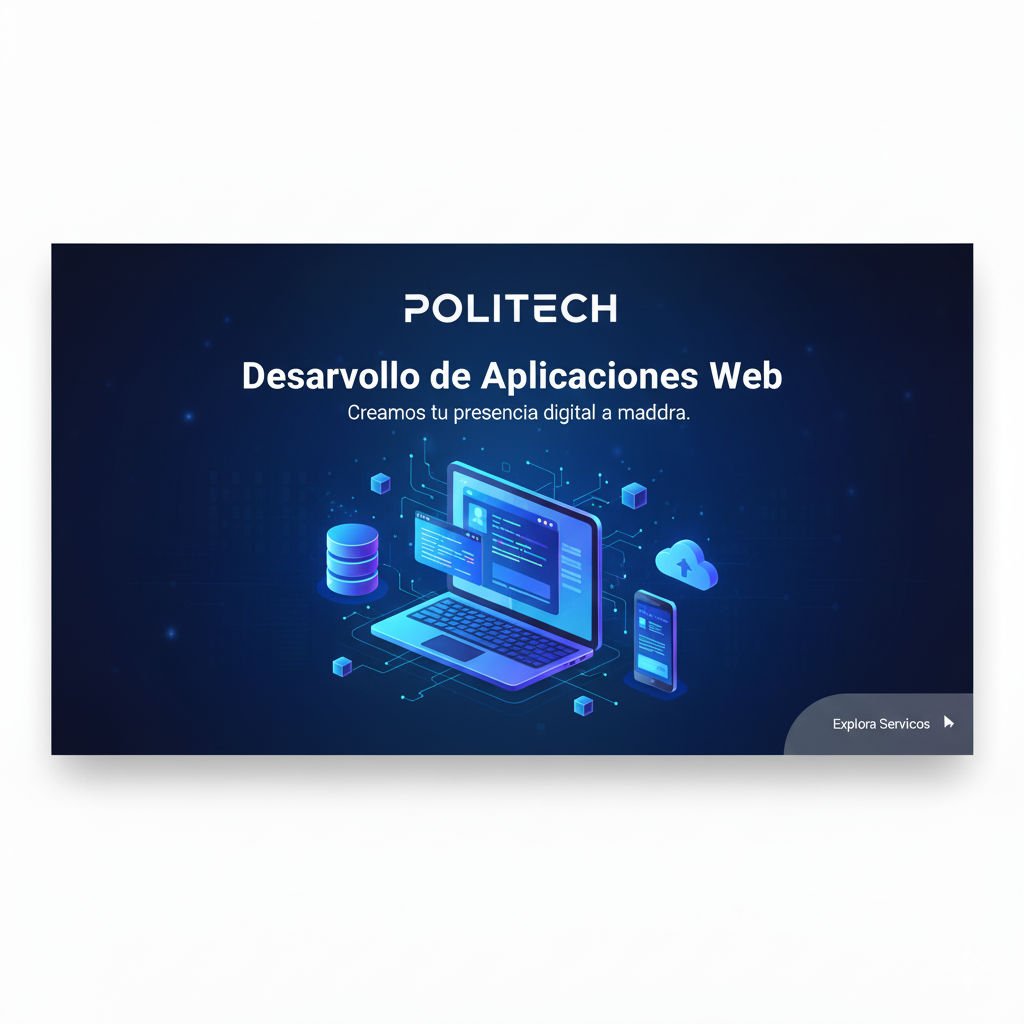 POLITECH
Desarvollo de Aplicaciones Web
Creamos tu presencia digital a maddra.
Explora Servicos